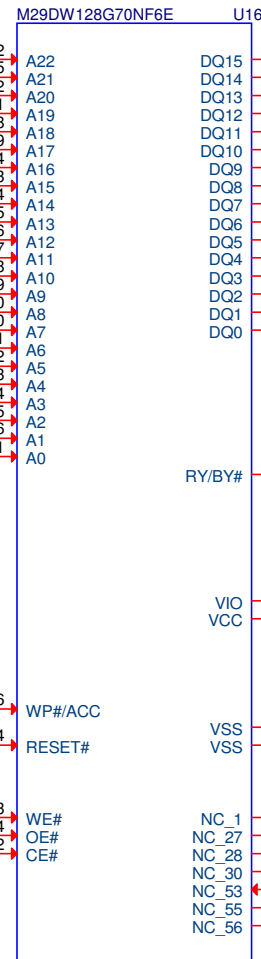 M29DW128G70NF6E U16
A22 DQ15
A21 DQ14
A20 DQ13
A19 DQ12
A18 DQ11
A17 DQ10
A16 DQ9
A15 DQ8
A14 DQ7
A13 DQ6
A12 DQ5
A11 DQ4
A10 DQ3
A9 DQ2
A8 DQ1
A7 DQ0
A6
A5
A4
A3
A2
A1
A0
RY/BY#
VIO
VCC
WP#/ACC
VSS
RESET# VSS
WE# NC_1
OE# NC_27
CE# NC_28
NC_30
NC_53
NC_55
NC_56